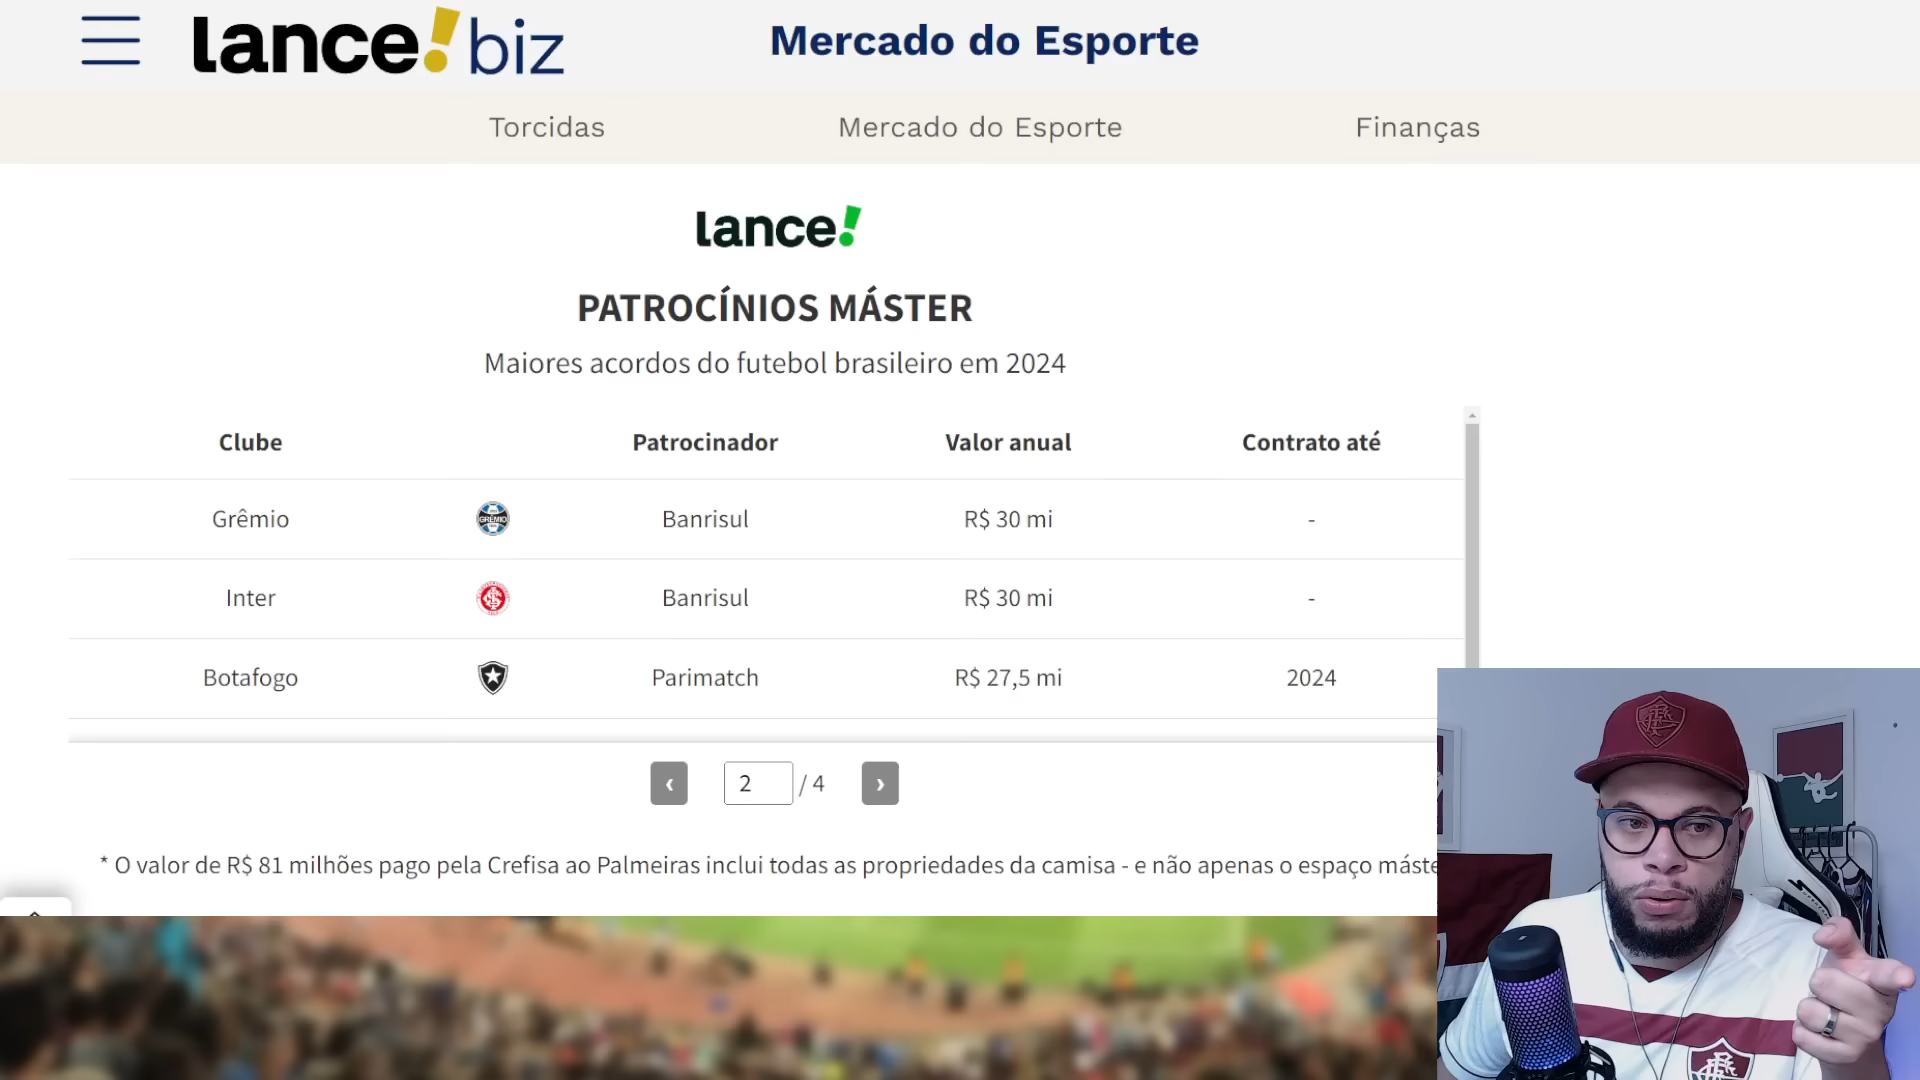 lance!biz
Mercado do Esporte
Torcidas Mercado do Esporte Finanças
lance!
PATROCÍNIOS MÁSTER
Maiores acordos do futebol brasileiro em 2024
Clube Patrocinador Valor anual Contrato até
Grêmio GRÊMIO Banrisul R$ 30 mi -
Inter Banrisul R$ 30 mi -
Botafogo Parimatch R$ 27,5 mi 2024
‹ 2 / 4 ›
* O valor de R$ 81 milhões pago pela Crefisa ao Palmeiras inclui todas as propriedades da camisa - e não apenas o espaço máste